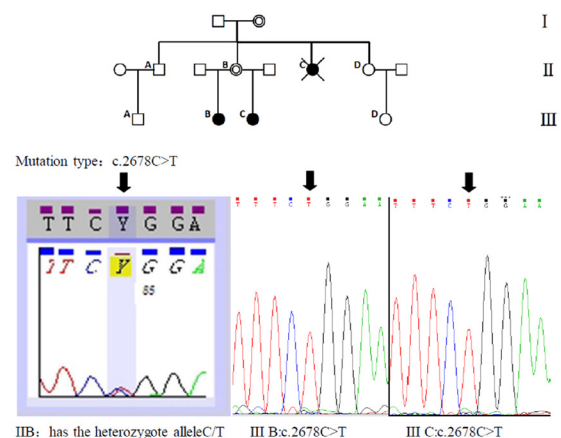 I
A B C D II
A B C D III
Mutation type：c.2678C>T
T T C Y G G A T T T C T G G A A T T T C T G G A A
T T C Y G G A
85
IIB：has the heterozygote alleleC/T III B:c.2678C>T III C:c.2678C>T